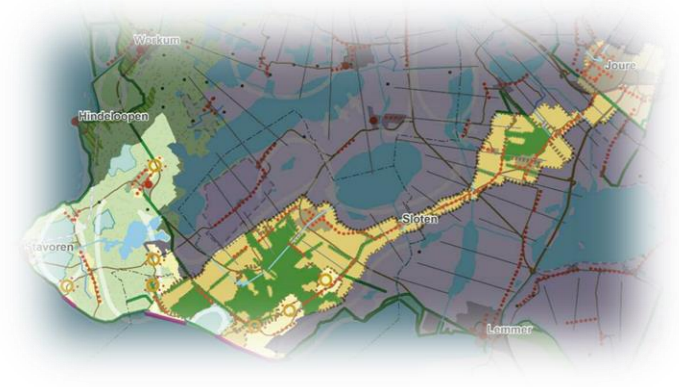 Workum
Joure
Hindeloopen
Sloten
Stavoren
Lemmer